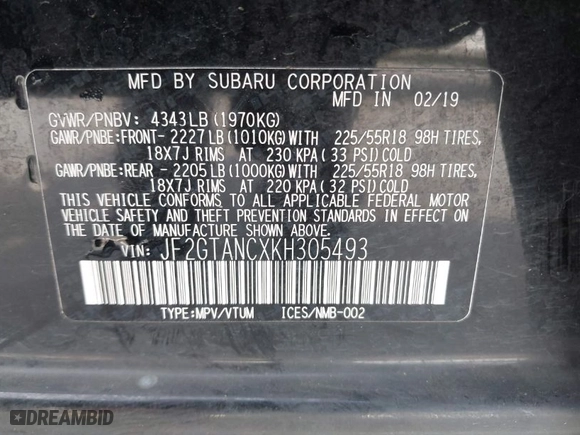 MFD BY SUBARU CORPORATION
MFD IN 02/19
GVWR/PNBV: 4343LB(1970KG)
GAWR/PNBE:FRONT- 2227LB(1010KG)WITH 225/55R18 98H TIRES,
18X7J RIMS AT 230 KPA(33 PSI)COLD
GAWR/PNBE:REAR - 2205LB(1000KG)WITH 225/55R18 98H TIRES,
18X7J RIMS AT 220 KPA(32 PSI)COLD
THIS VEHICLE CONFORMS TO ALL APPLICABLE FEDERAL MOTOR
VEHICLE SAFETY AND THEFT PREVENTION STANDARDS IN EFFECT
ON THE DATE OF MANUFACTURE SHOWN ABOVE.
VIN: JF2GTANCXKH305493
TYPE:MPV/VTUM ICES/NMB-002
DREAMBID